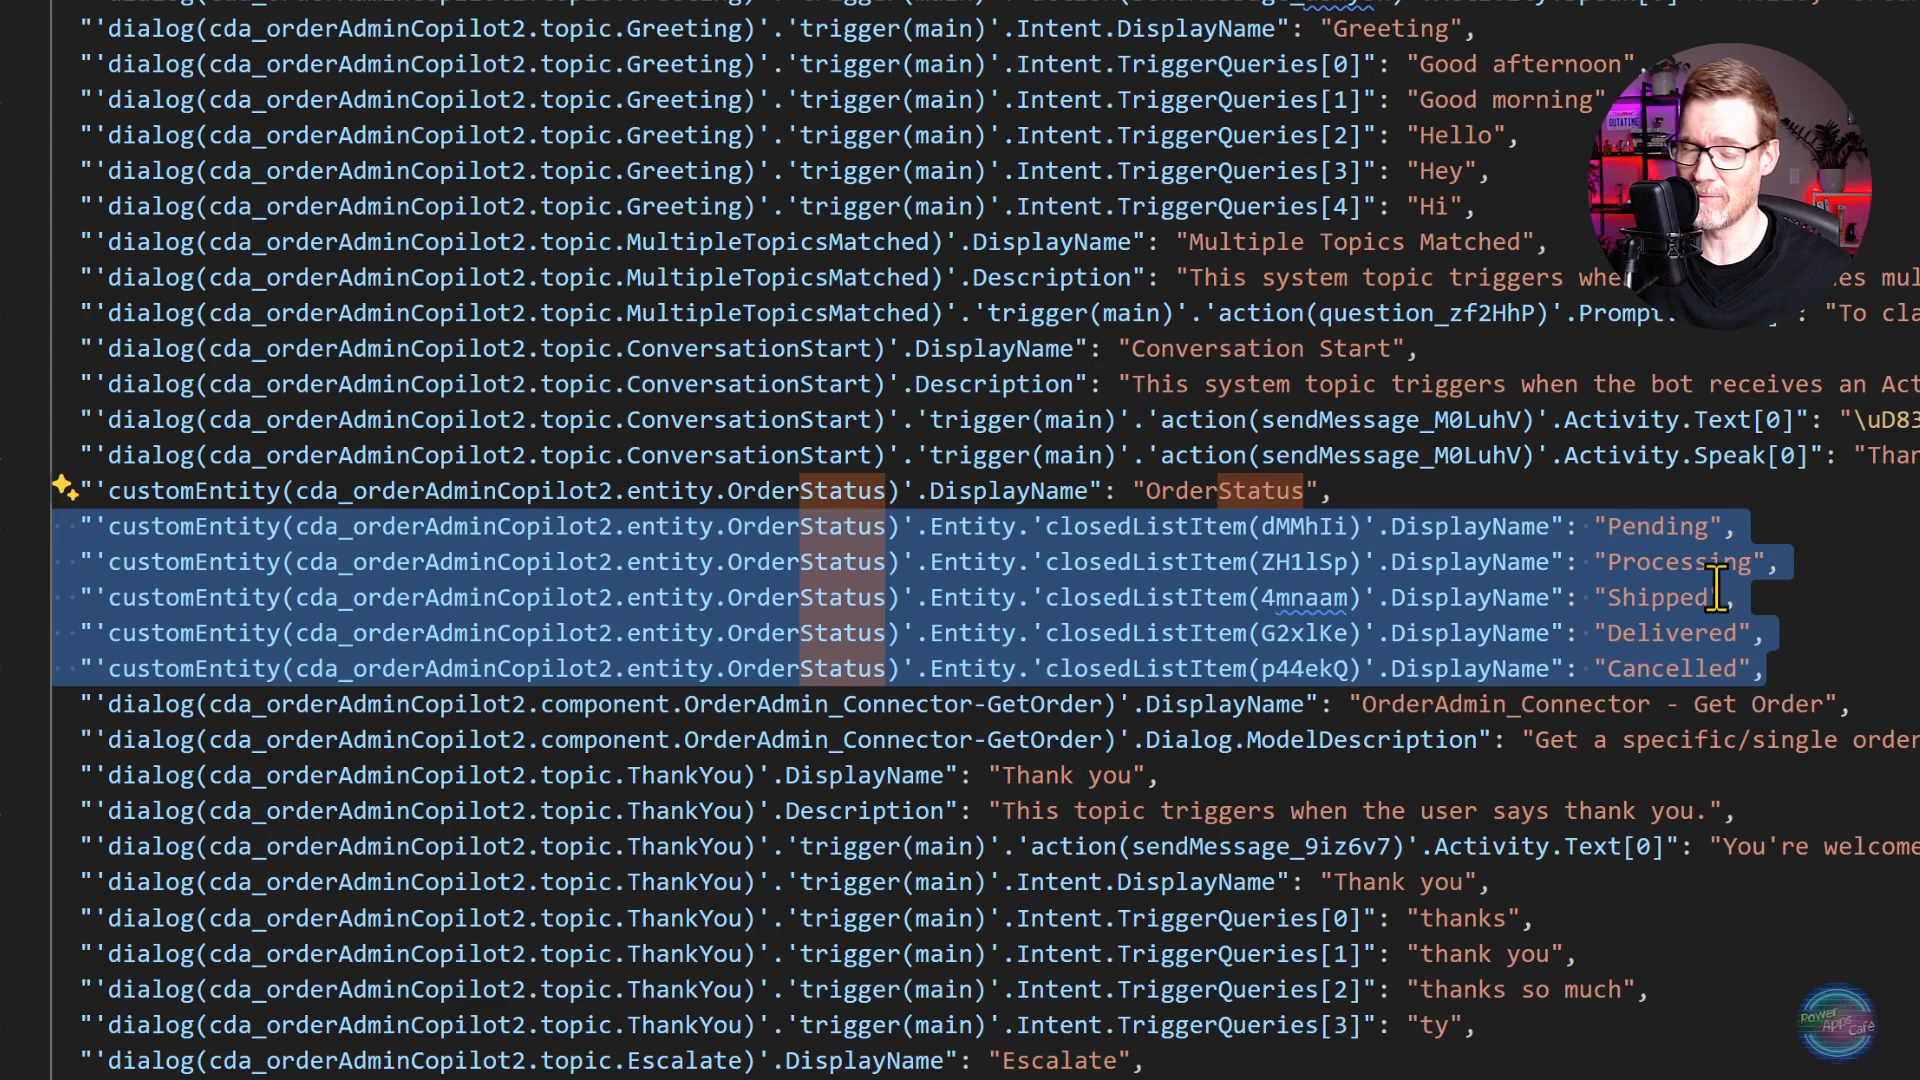 "'dialog(cda_orderAdminCopilot2.topic.Greeting)'.'trigger(main)'.Intent.DisplayName": "Greeting",
"'dialog(cda_orderAdminCopilot2.topic.Greeting)'.'trigger(main)'.Intent.TriggerQueries[0]": "Good afternoon",
"'dialog(cda_orderAdminCopilot2.topic.Greeting)'.'trigger(main)'.Intent.TriggerQueries[1]": "Good morning"
"'dialog(cda_orderAdminCopilot2.topic.Greeting)'.'trigger(main)'.Intent.TriggerQueries[2]": "Hello",
"'dialog(cda_orderAdminCopilot2.topic.Greeting)'.'trigger(main)'.Intent.TriggerQueries[3]": "Hey",
"'dialog(cda_orderAdminCopilot2.topic.Greeting)'.'trigger(main)'.Intent.TriggerQueries[4]": "Hi",
"'dialog(cda_orderAdminCopilot2.topic.MultipleTopicsMatched)'.DisplayName": "Multiple Topics Matched",
"'dialog(cda_orderAdminCopilot2.topic.MultipleTopicsMatched)'.Description": "This system topic triggers
"'dialog(cda_orderAdminCopilot2.topic.MultipleTopicsMatched)'.'trigger(main)'.'action(question_zf2HhP)'.Prompt : "To
"'dialog(cda_orderAdminCopilot2.topic.ConversationStart)'.DisplayName": "Conversation Start",
"'dialog(cda_orderAdminCopilot2.topic.ConversationStart)'.Description": "This system topic triggers when the bot receives an Act
"'dialog(cda_orderAdminCopilot2.topic.ConversationStart)'.'trigger(main)'.'action(sendMessage_M0LuhV)'.Activity.Text[0]": "\uD83
"'dialog(cda_orderAdminCopilot2.topic.ConversationStart)'.'trigger(main)'.'action(sendMessage_M0LuhV)'.Activity.Speak[0]": "Than
"'customEntity(cda_orderAdminCopilot2.entity.OrderStatus)'.DisplayName": "OrderStatus",
"'customEntity(cda_orderAdminCopilot2.entity.OrderStatus)'.Entity.'closedListItem(dMMhIi)'.DisplayName": "Pending",
"'customEntity(cda_orderAdminCopilot2.entity.OrderStatus)'.Entity.'closedListItem(ZH1lSp)'.DisplayName": "Processing",
"'customEntity(cda_orderAdminCopilot2.entity.OrderStatus)'.Entity.'closedListItem(4mnaam)'.DisplayName": "Shipped",
"'customEntity(cda_orderAdminCopilot2.entity.OrderStatus)'.Entity.'closedListItem(G2xlKe)'.DisplayName": "Delivered",
"'customEntity(cda_orderAdminCopilot2.entity.OrderStatus)'.Entity.'closedListItem(p44ekQ)'.DisplayName": "Cancelled",
"'dialog(cda_orderAdminCopilot2.component.OrderAdmin_Connector-GetOrder)'.DisplayName": "OrderAdmin_Connector - Get Order",
"'dialog(cda_orderAdminCopilot2.component.OrderAdmin_Connector-GetOrder)'.Dialog.ModelDescription": "Get a specific/single order
"'dialog(cda_orderAdminCopilot2.topic.ThankYou)'.DisplayName": "Thank you",
"'dialog(cda_orderAdminCopilot2.topic.ThankYou)'.Description": "This topic triggers when the user says thank you.",
"'dialog(cda_orderAdminCopilot2.topic.ThankYou)'.'trigger(main)'.'action(sendMessage_9iz6v7)'.Activity.Text[0]": "You're welcome
"'dialog(cda_orderAdminCopilot2.topic.ThankYou)'.'trigger(main)'.Intent.DisplayName": "Thank you",
"'dialog(cda_orderAdminCopilot2.topic.ThankYou)'.'trigger(main)'.Intent.TriggerQueries[0]": "thanks",
"'dialog(cda_orderAdminCopilot2.topic.ThankYou)'.'trigger(main)'.Intent.TriggerQueries[1]": "thank you",
"'dialog(cda_orderAdminCopilot2.topic.ThankYou)'.'trigger(main)'.Intent.TriggerQueries[2]": "thanks so much",
"'dialog(cda_orderAdminCopilot2.topic.ThankYou)'.'trigger(main)'.Intent.TriggerQueries[3]": "ty",
"'dialog(cda_orderAdminCopilot2.topic.Escalate)'.DisplayName": "Escalate",
OUTATIME
Power
Apps
Café